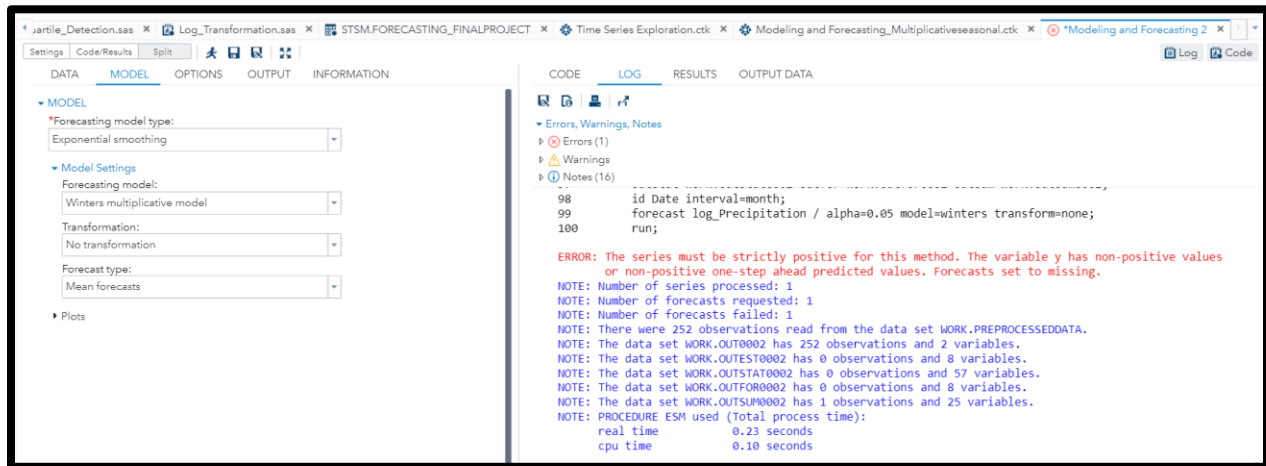 uartile_Detection.sas × Log_Transformation.sas × STSM.FORECASTING_FINALPROJECT × Time Series Exploration.ctk × Modeling and Forecasting_Multiplicativeseasonal.ctk × *Modeling and Forecasting 2 ×
Settings Code/Results Split Log Code
DATA MODEL OPTIONS OUTPUT INFORMATION
MODEL
*Forecasting model type:
Exponential smoothing
Model Settings
Forecasting model:
Winters multiplicative model
Transformation:
No transformation
Forecast type:
Mean forecasts
Plots
CODE LOG RESULTS OUTPUT DATA
Errors, Warnings, Notes
Errors (1)
Warnings
Notes (16)
98 id Date interval=month;
99 forecast log_Precipitation / alpha=0.05 model=winters transform=none;
100 run;
ERROR: The series must be strictly positive for this method. The variable y has non-positive values
or non-positive one-step ahead predicted values. Forecasts set to missing.
NOTE: Number of series processed: 1
NOTE: Number of forecasts requested: 1
NOTE: Number of forecasts failed: 1
NOTE: There were 252 observations read from the data set WORK.PREPROCESSEDDATA.
NOTE: The data set WORK.OUT0002 has 252 observations and 2 variables.
NOTE: The data set WORK.OUTEST0002 has 0 observations and 8 variables.
NOTE: The data set WORK.OUTSTAT0002 has 0 observations and 57 variables.
NOTE: The data set WORK.OUTFOR0002 has 0 observations and 8 variables.
NOTE: The data set WORK.OUTSUM0002 has 1 observations and 25 variables.
NOTE: PROCEDURE ESM used (Total process time):
real time 0.23 seconds
cpu time 0.10 seconds